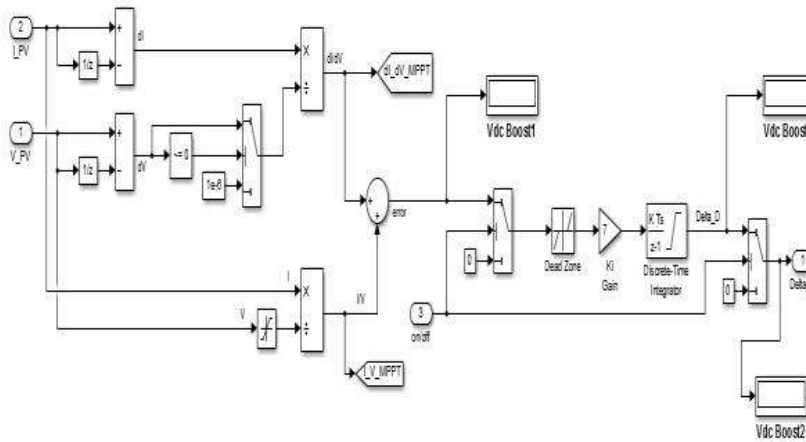 2
I_PV
+
-
dI
1/z
×
÷
dI/dV
dI_dV_MPPT
Vdc Boost1
Vdc Boost
1
V_PV
+
-
dV
1/z
~= 0
1e-6
+
+
error
0
Dead Zone
7
Ki
Gain
K Ts
z-1
Discrete-Time
Integrator
Delta_D
0
1
Delta
I
V
×
÷
I/V
I_V_MPPT
3
on/off
Vdc Boost2